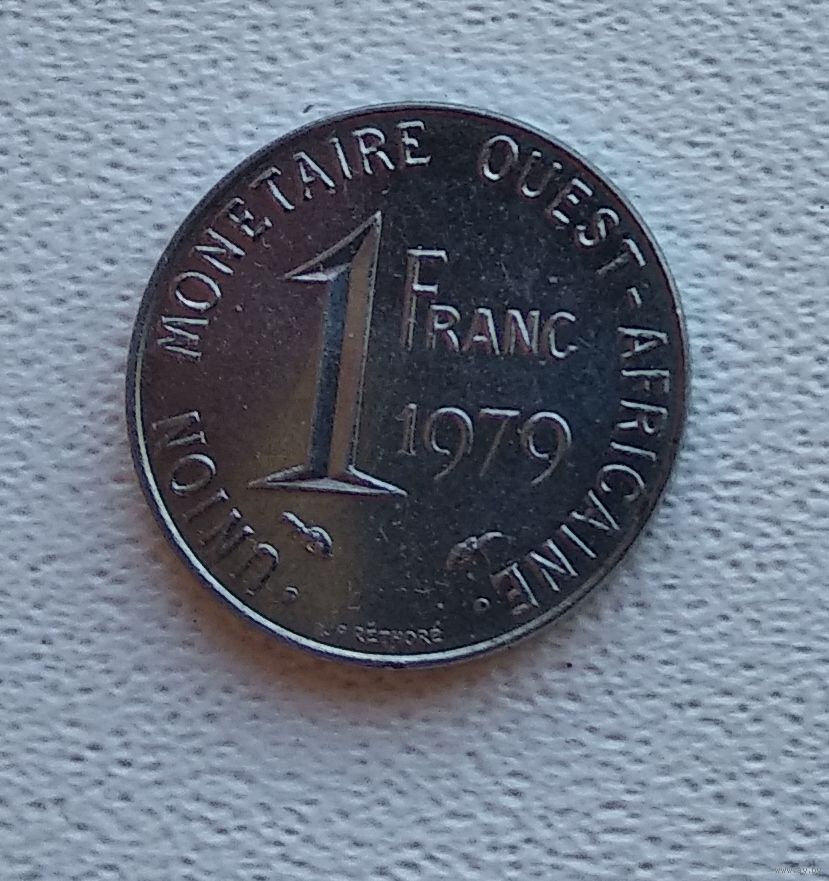 UNION MONETAIRE OUEST-AFRICAINE
1 FRANC
1979
RÉTHORÉ